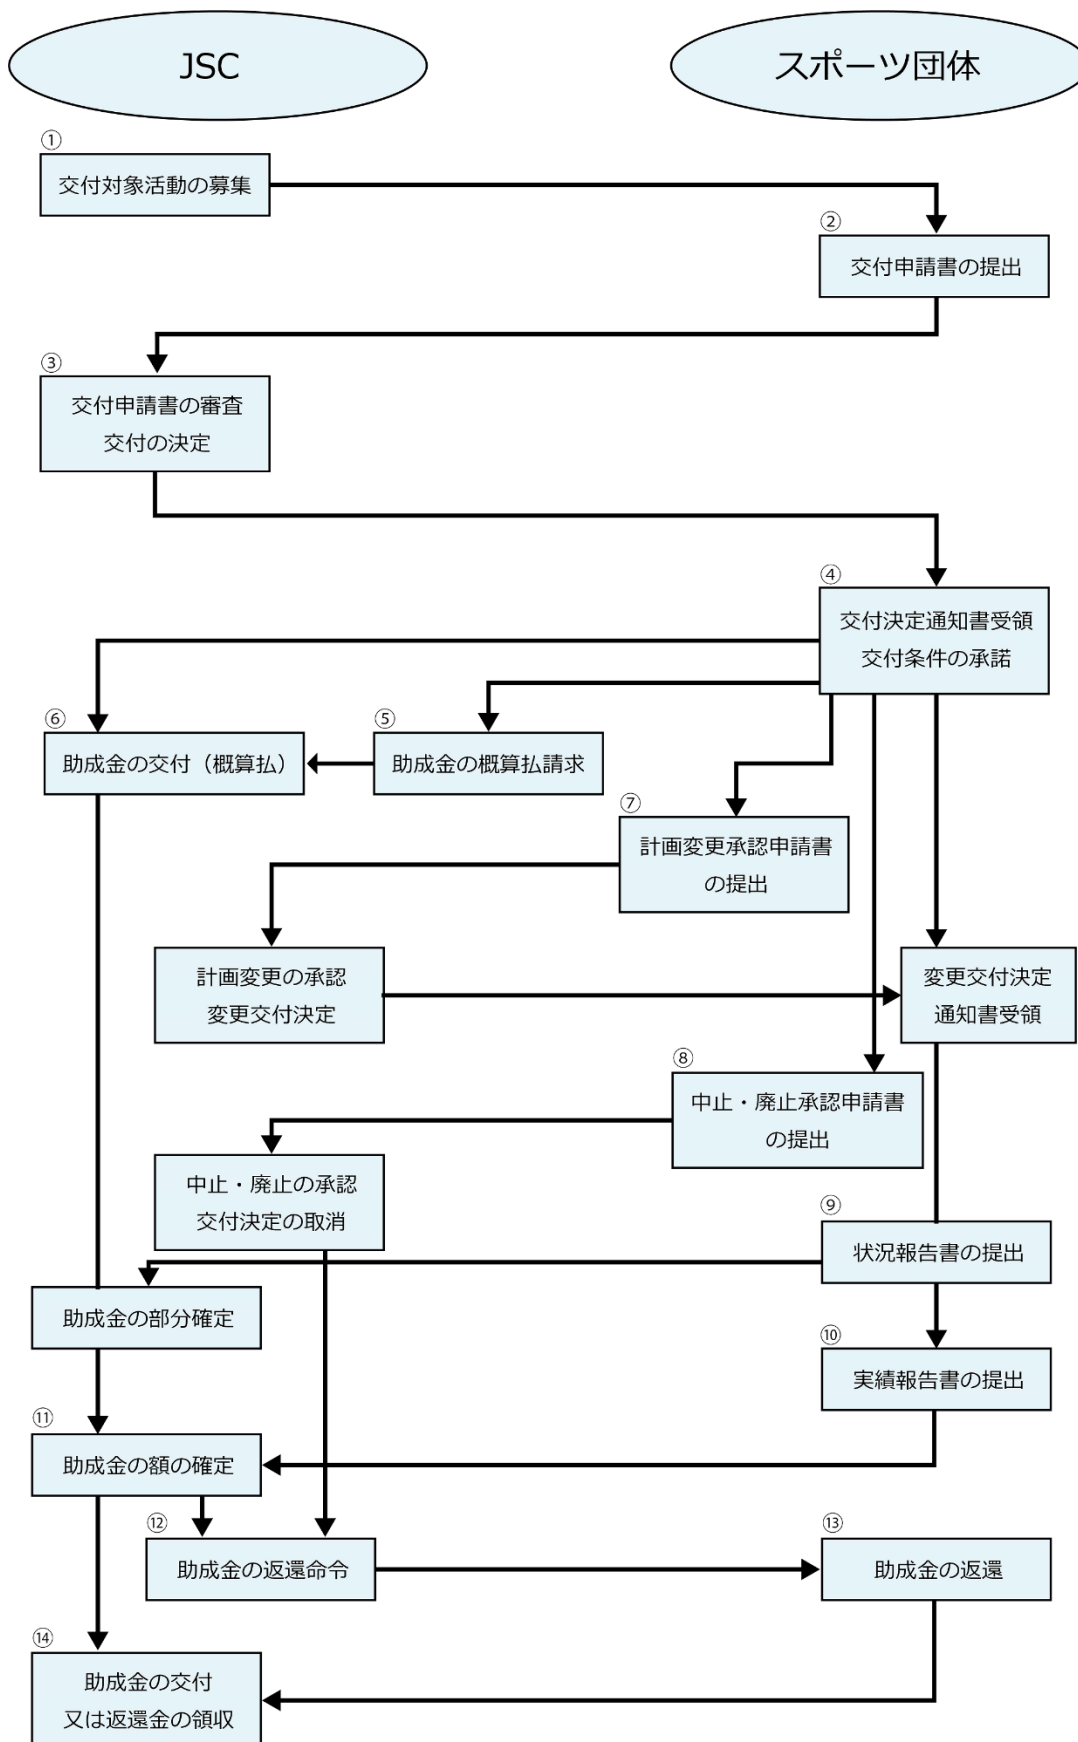 JSC
スポーツ団体
①
交付対象活動の募集
②
交付申請書の提出
③
交付申請書の審査
交付の決定
④
交付決定通知書受領
交付条件の承諾
⑥
助成金の交付（概算払）
⑤
助成金の概算払請求
⑦
計画変更承認申請書
の提出
計画変更の承認
変更交付決定
変更交付決定
通知書受領
⑧
中止・廃止承認申請書
の提出
中止・廃止の承認
交付決定の取消
⑨
状況報告書の提出
助成金の部分確定
⑩
実績報告書の提出
⑪
助成金の額の確定
⑫
助成金の返還命令
⑬
助成金の返還
⑭
助成金の交付
又は返還金の領収